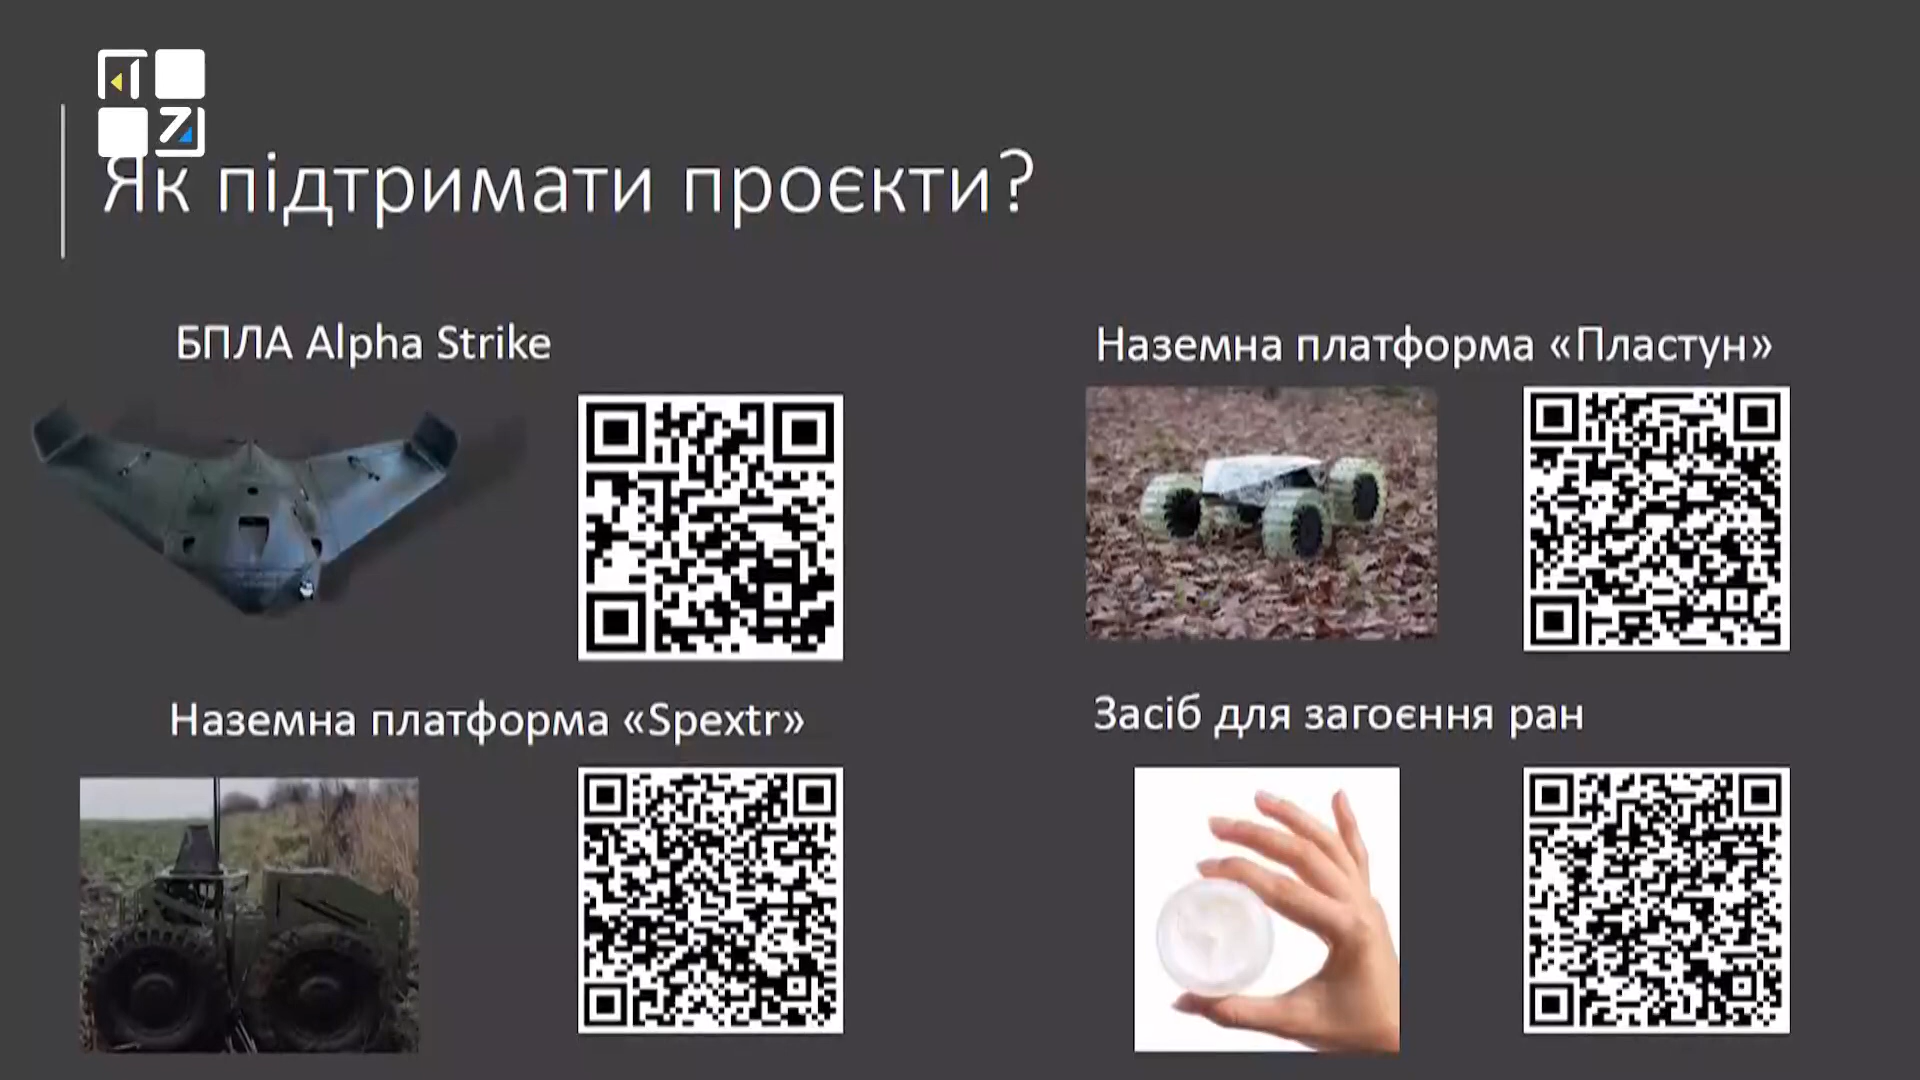 Як підтримати проєкти?
БПЛА Alpha Strike
Наземна платформа «Пластун»
Наземна платформа «Spextr»
Засіб для загоєння ран